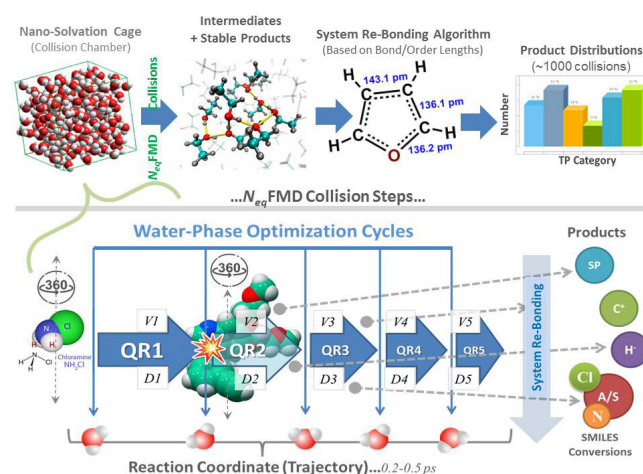 Nano-Solvation Cage
(Collision Chamber)
NeqFMD Collisions
Intermediates
+ Stable Products
System Re-Bonding Algorithm
(Based on Bond/Order Lengths)
143.1 pm
136.1 pm
136.2 pm
H
H
H
H
O
Product Distributions
(~1000 collisions)
Number
TP Category
...NeqFMD Collision Steps...
Water-Phase Optimization Cycles
360
360
N
Cl
H
H
Chloramine
NH2Cl
N
H
H
Cl
V1
QR1
D1
V2
QR2
D2
V3
QR3
D3
V4
QR4
D4
V5
QR5
D5
System Re-Bonding
Products
SP
C+
H-
Cl
A/S
N
SMILES
Conversions
Reaction Coordinate (Trajectory)...0.2-0.5 ps